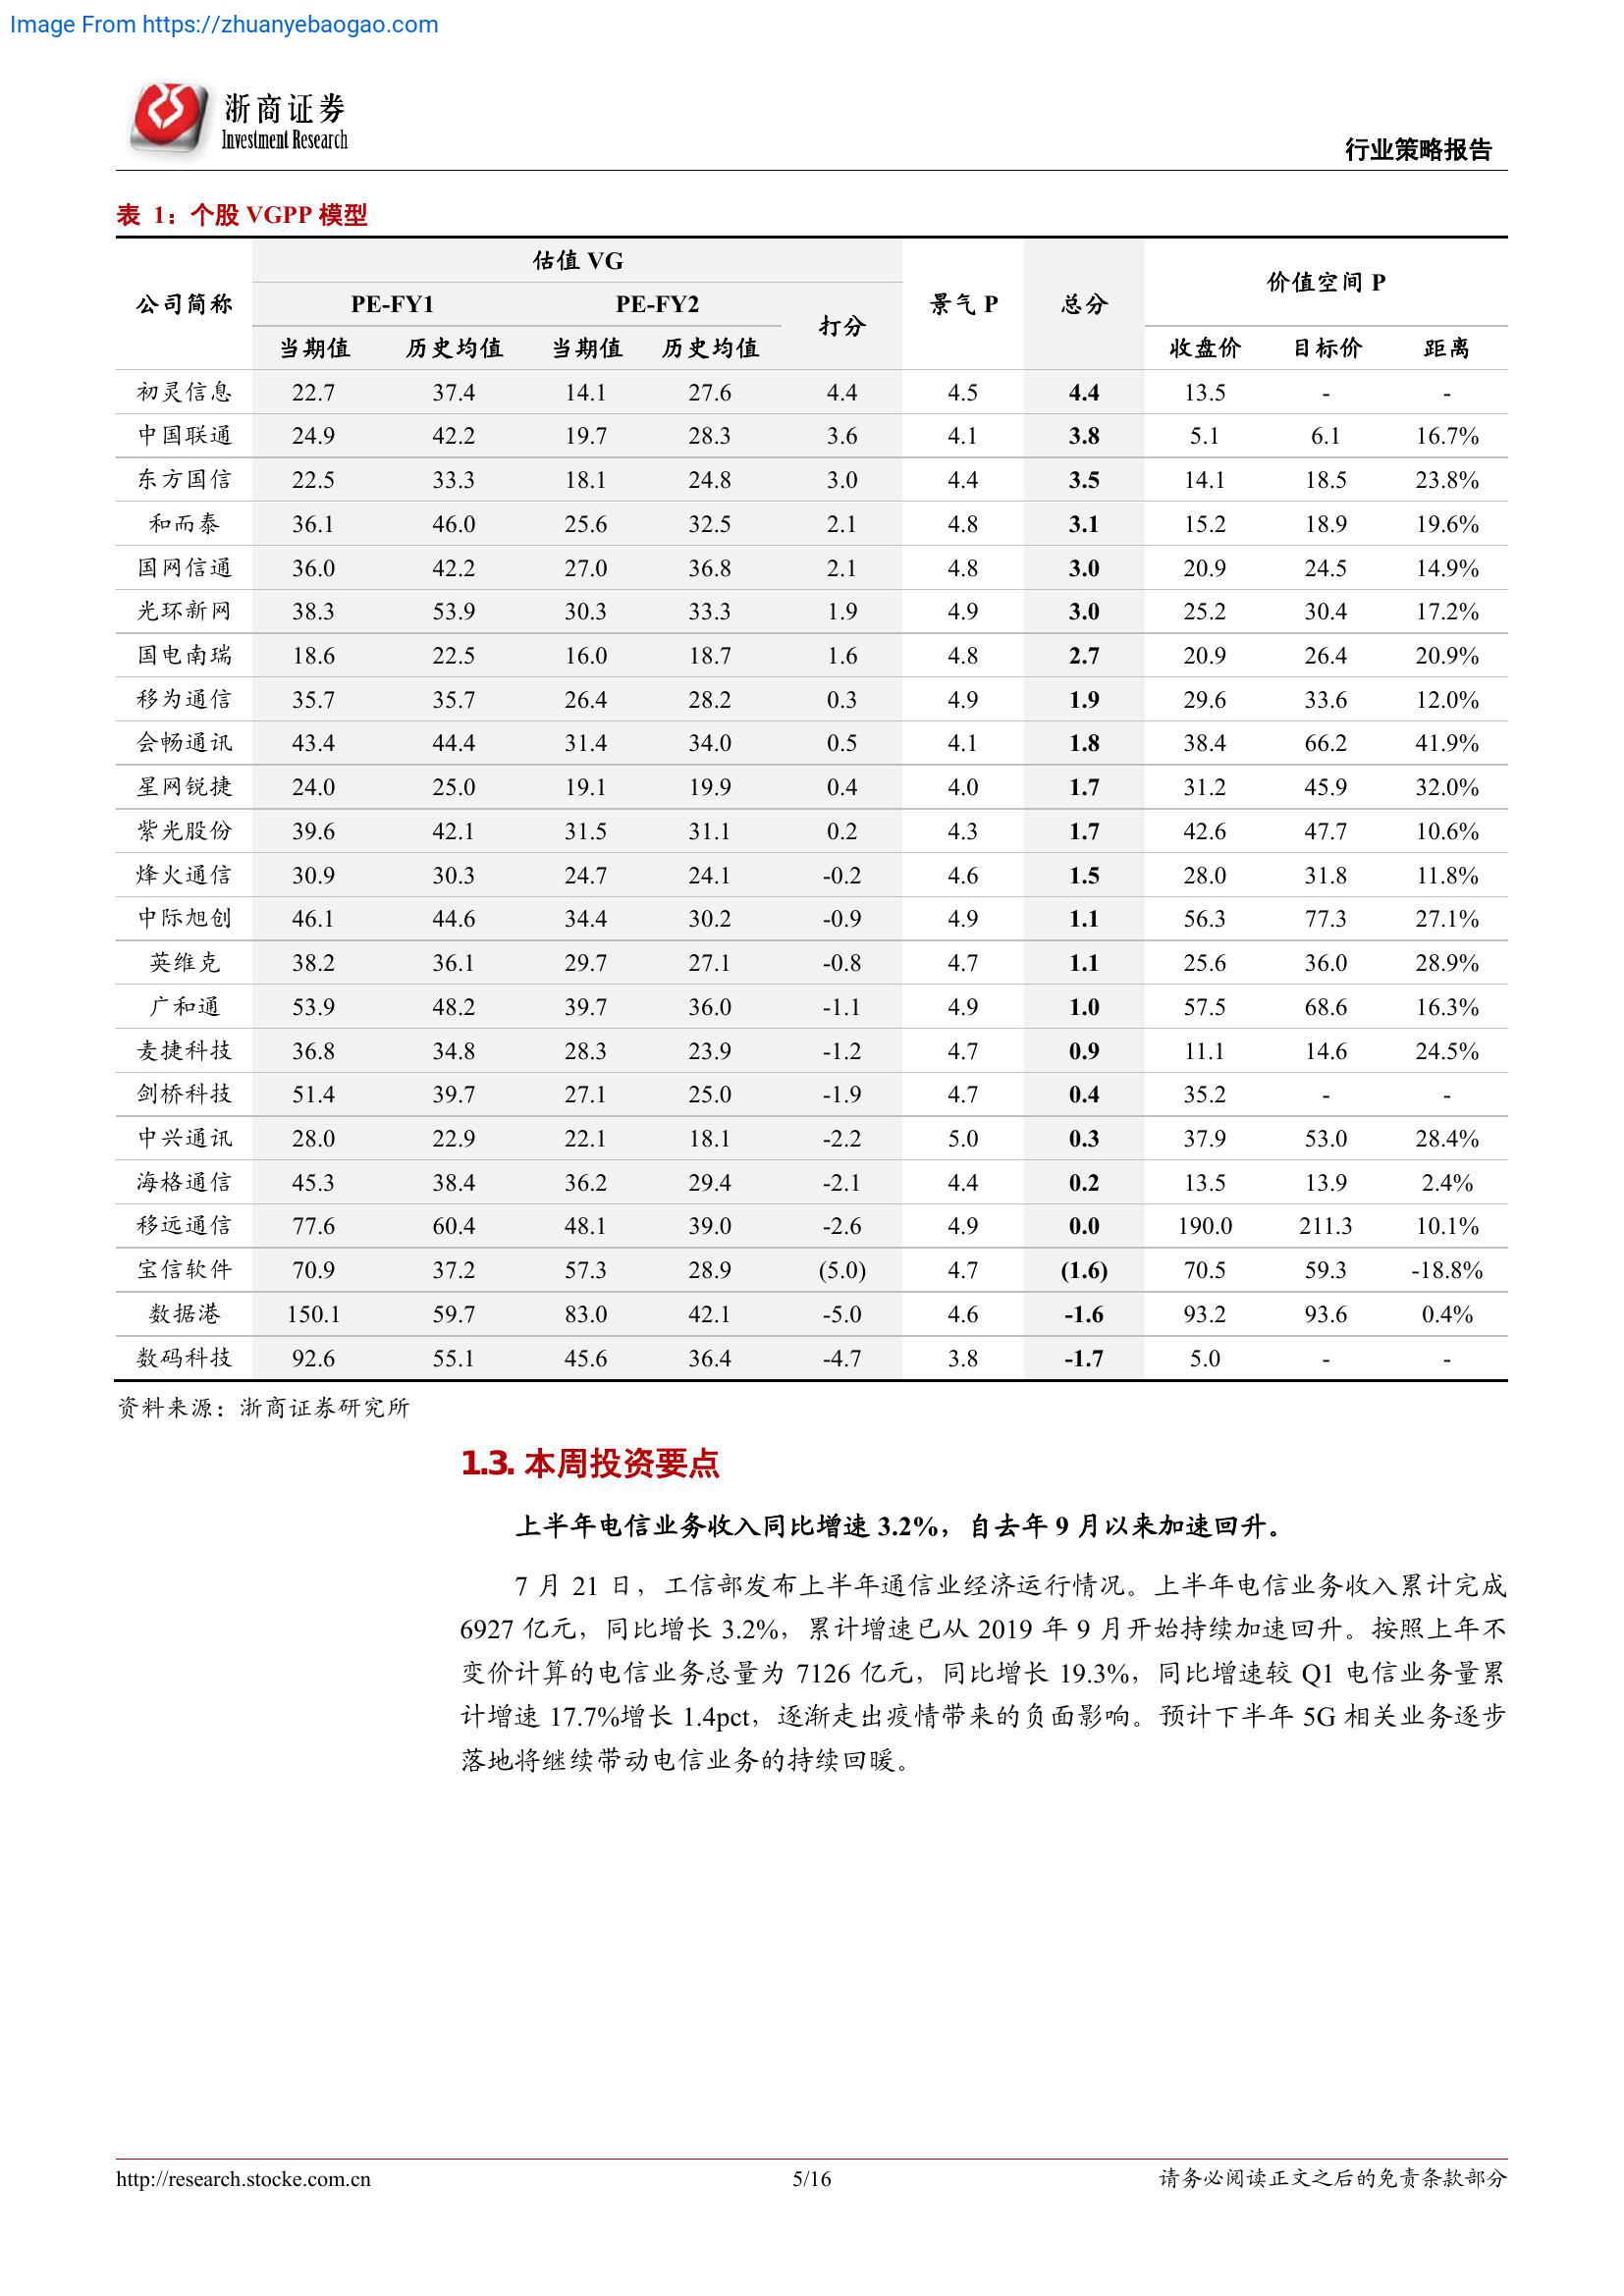 Image From https://zhuanyebaogao.com
浙商证券
Investment Research
行业策略报告
表 1：个股 VGPP 模型
公司简称 估值 VG 景气 P 总分 价值空间 P
PE-FY1 PE-FY2 打分
当期值 历史均值 当期值 历史均值 收盘价 目标价 距离
初灵信息 22.7 37.4 14.1 27.6 4.4 4.5 4.4 13.5 - -
中国联通 24.9 42.2 19.7 28.3 3.6 4.1 3.8 5.1 6.1 16.7%
东方国信 22.5 33.3 18.1 24.8 3.0 4.4 3.5 14.1 18.5 23.8%
和而泰 36.1 46.0 25.6 32.5 2.1 4.8 3.1 15.2 18.9 19.6%
国网信通 36.0 42.2 27.0 36.8 2.1 4.8 3.0 20.9 24.5 14.9%
光环新网 38.3 53.9 30.3 33.3 1.9 4.9 3.0 25.2 30.4 17.2%
国电南瑞 18.6 22.5 16.0 18.7 1.6 4.8 2.7 20.9 26.4 20.9%
移为通信 35.7 35.7 26.4 28.2 0.3 4.9 1.9 29.6 33.6 12.0%
会畅通讯 43.4 44.4 31.4 34.0 0.5 4.1 1.8 38.4 66.2 41.9%
星网锐捷 24.0 25.0 19.1 19.9 0.4 4.0 1.7 31.2 45.9 32.0%
紫光股份 39.6 42.1 31.5 31.1 0.2 4.3 1.7 42.6 47.7 10.6%
烽火通信 30.9 30.3 24.7 24.1 -0.2 4.6 1.5 28.0 31.8 11.8%
中际旭创 46.1 44.6 34.4 30.2 -0.9 4.9 1.1 56.3 77.3 27.1%
英维克 38.2 36.1 29.7 27.1 -0.8 4.7 1.1 25.6 36.0 28.9%
广和通 53.9 48.2 39.7 36.0 -1.1 4.9 1.0 57.5 68.6 16.3%
麦捷科技 36.8 34.8 28.3 23.9 -1.2 4.7 0.9 11.1 14.6 24.5%
剑桥科技 51.4 39.7 27.1 25.0 -1.9 4.7 0.4 35.2 - -
中兴通讯 28.0 22.9 22.1 18.1 -2.2 5.0 0.3 37.9 53.0 28.4%
海格通信 45.3 38.4 36.2 29.4 -2.1 4.4 0.2 13.5 13.9 2.4%
移远通信 77.6 60.4 48.1 39.0 -2.6 4.9 0.0 190.0 211.3 10.1%
宝信软件 70.9 37.2 57.3 28.9 (5.0) 4.7 (1.6) 70.5 59.3 -18.8%
数据港 150.1 59.7 83.0 42.1 -5.0 4.6 -1.6 93.2 93.6 0.4%
数码科技 92.6 55.1 45.6 36.4 -4.7 3.8 -1.7 5.0 - -
资料来源：浙商证券研究所
1.3. 本周投资要点
上半年电信业务收入同比增速 3.2%，自去年 9 月以来加速回升。
7 月 21 日，工信部发布上半年通信业经济运行情况。上半年电信业务收入累计完成
6927 亿元，同比增长 3.2%，累计增速已从 2019 年 9 月开始持续加速回升。按照上年不
变价计算的电信业务总量为 7126 亿元，同比增长 19.3%，同比增速较 Q1 电信业务量累
计增速 17.7%增长 1.4pct，逐渐走出疫情带来的负面影响。预计下半年 5G 相关业务逐步
落地将继续带动电信业务的持续回暖。
http://research.stocke.com.cn 5/16 请务必阅读正文之后的免责条款部分